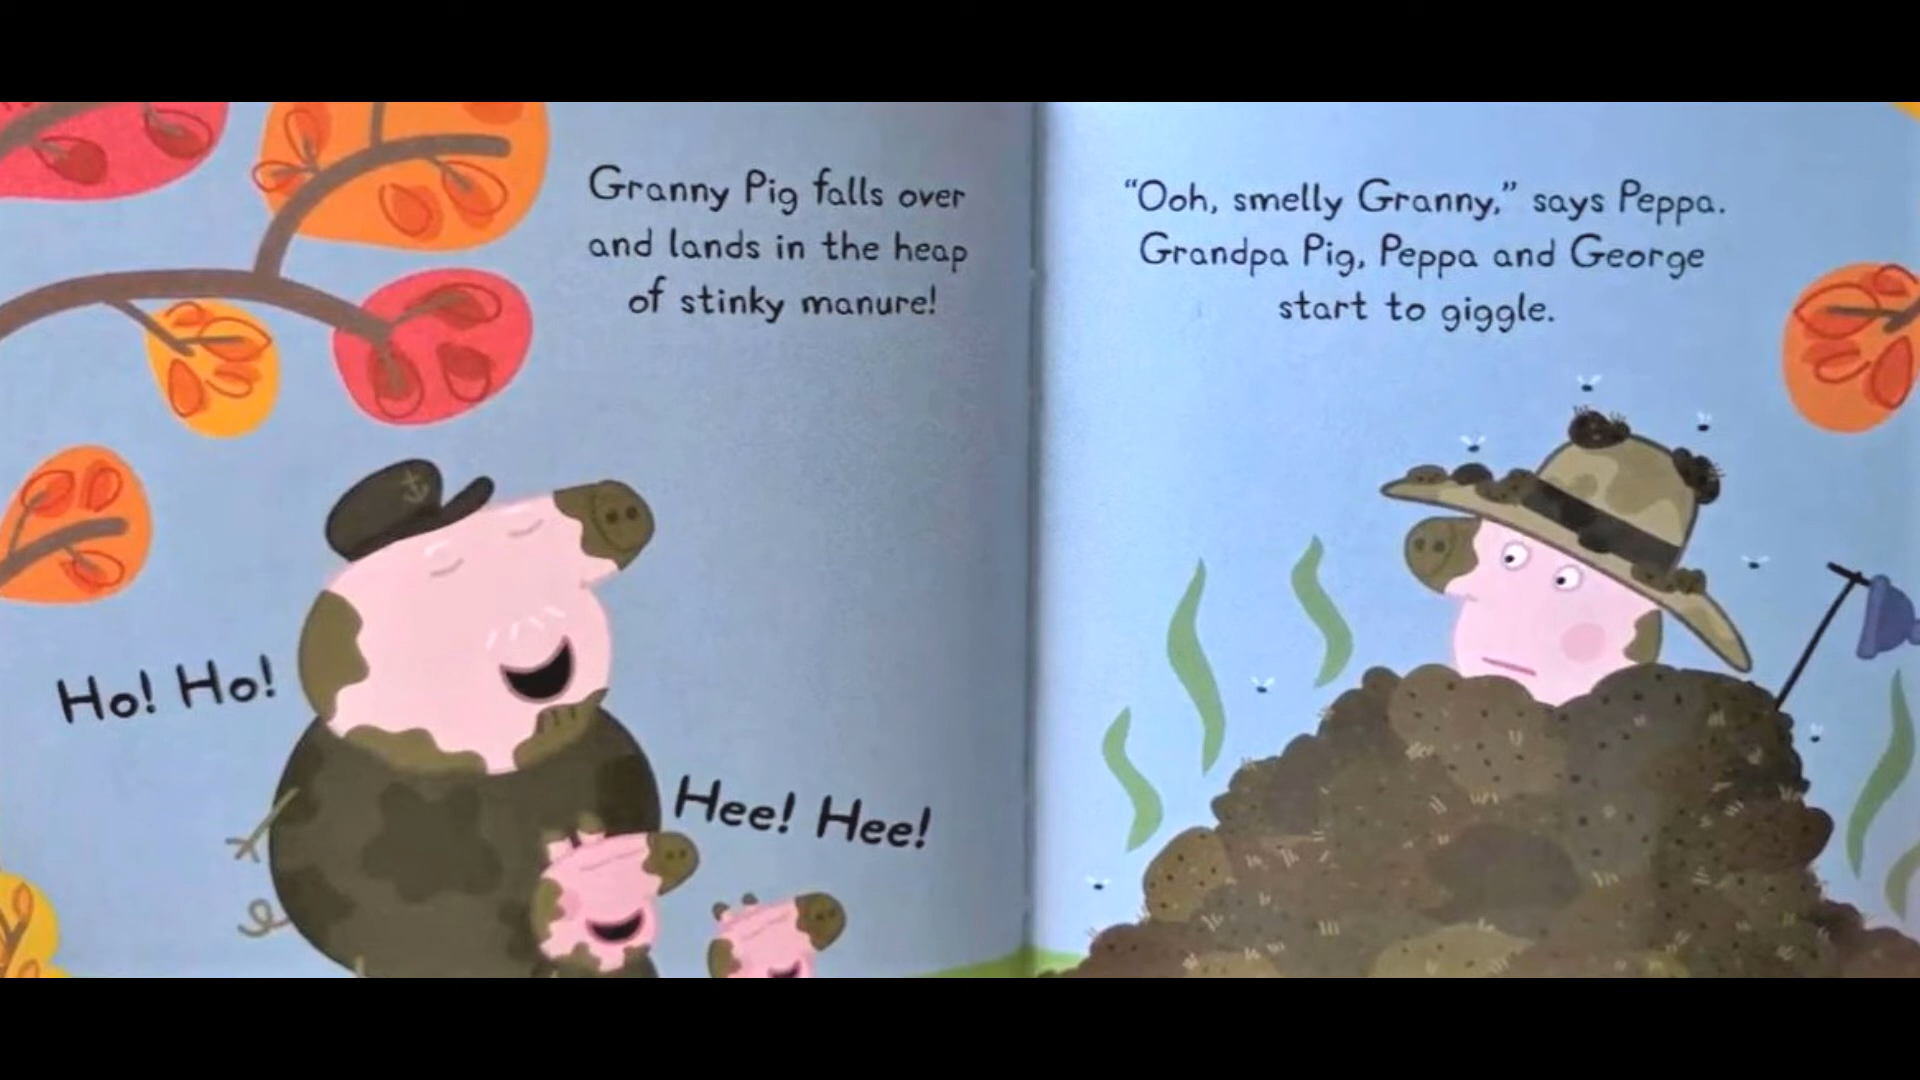 Granny Pig falls over
and lands in the heap
of stinky manure!
Ho! Ho!
Hee! Hee!
“Ooh, smelly Granny,” says Peppa.
Grandpa Pig, Peppa and George
start to giggle.